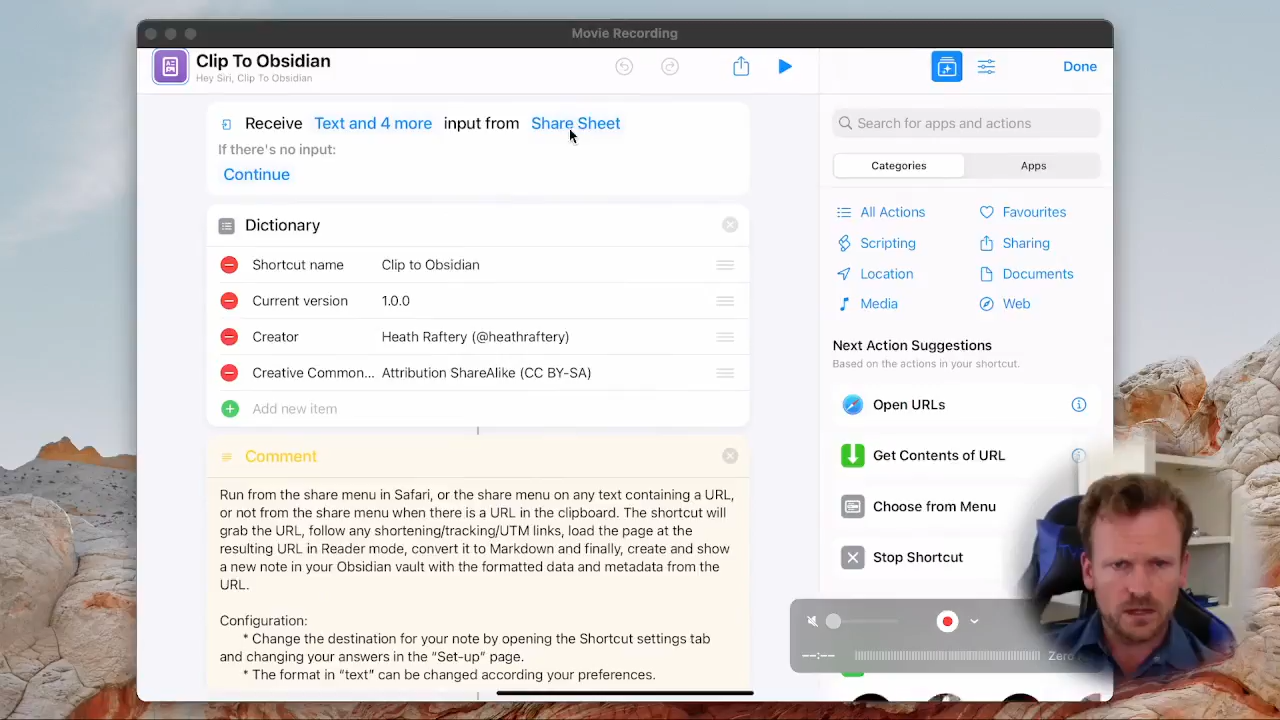 Movie Recording
Clip To Obsidian
Hey Siri, Clip To Obsidian
Done
Receive Text and 4 more input from Share Sheet
If there's no input:
Continue
Dictionary
Shortcut name Clip to Obsidian
Current version 1.0.0
Creator Heath Raftery (@heathraftery)
Creative Common... Attribution ShareAlike (CC BY-SA)
Add new item
Comment
Run from the share menu in Safari, or the share menu on any text containing a URL,
or not from the share menu when there is a URL in the clipboard. The shortcut will
grab the URL, follow any shortening/tracking/UTM links, load the page at the
resulting URL in Reader mode, convert it to Markdown and finally, create and show
a new note in your Obsidian vault with the formatted data and metadata from the
URL.
Configuration:
* Change the destination for your note by opening the Shortcut settings tab
and changing your answers in the “Set-up” page.
* The format in “text” can be changed according your preferences.
Search for apps and actions
Categories Apps
All Actions Favourites
Scripting Sharing
Location Documents
Media Web
Next Action Suggestions
Based on the actions in your shortcut.
Open URLs
Get Contents of URL
Choose from Menu
Stop Shortcut
--:-- Zero